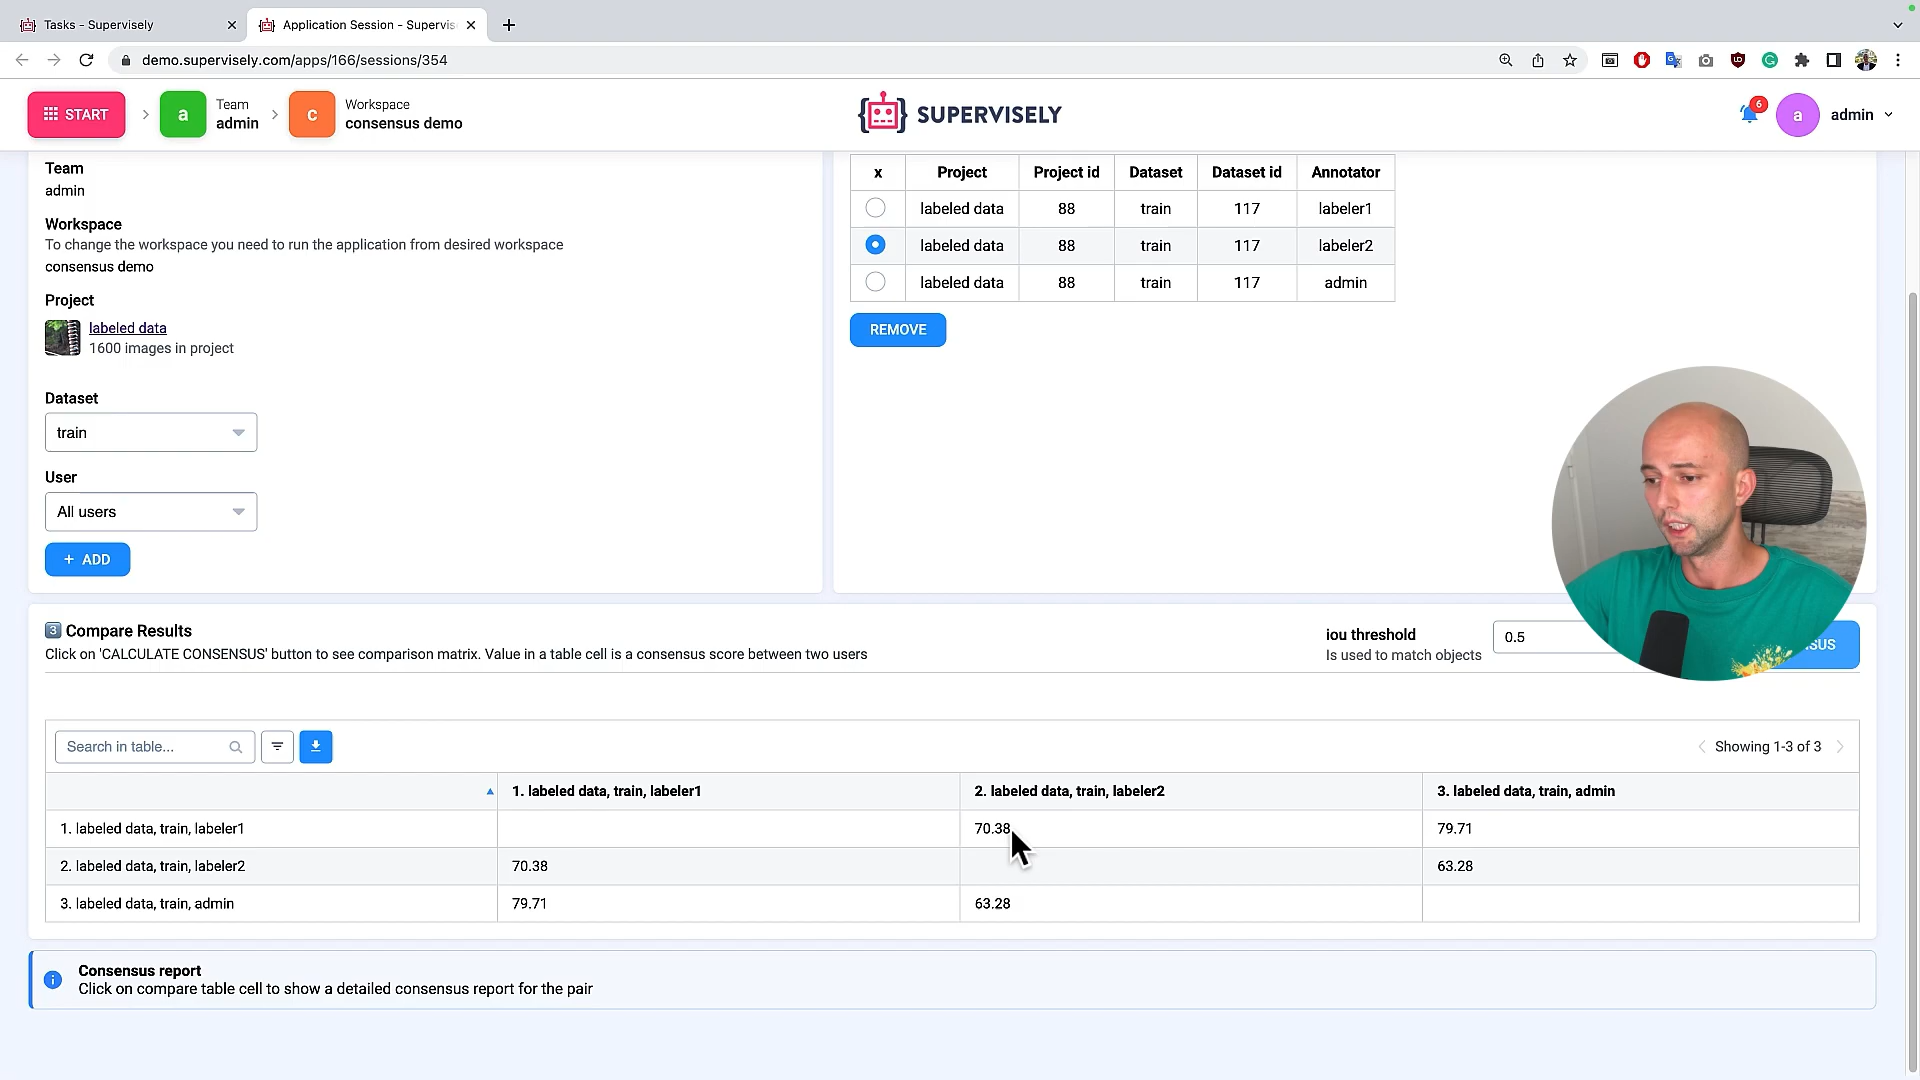 Tasks - Supervisely
Application Session - Supervis
demo.supervisely.com/apps/166/sessions/354
START
a
Team
admin
c
Workspace
consensus demo
SUPERVISELY
6
a
admin
Team
admin
Workspace
To change the workspace you need to run the application from desired workspace
consensus demo
Project
labeled data
1600 images in project
Dataset
train
User
All users
+ ADD
x Project Project id Dataset Dataset id Annotator
labeled data 88 train 117 labeler1
labeled data 88 train 117 labeler2
labeled data 88 train 117 admin
REMOVE
3 Compare Results
Click on 'CALCULATE CONSENSUS' button to see comparison matrix. Value in a table cell is a consensus score between two users
iou threshold
Is used to match objects
0.5
Search in table...
Showing 1-3 of 3
1. labeled data, train, labeler1 2. labeled data, train, labeler2 3. labeled data, train, admin
1. labeled data, train, labeler1 70.38 79.71
2. labeled data, train, labeler2 70.38 63.28
3. labeled data, train, admin 79.71 63.28
Consensus report
Click on compare table cell to show a detailed consensus report for the pair